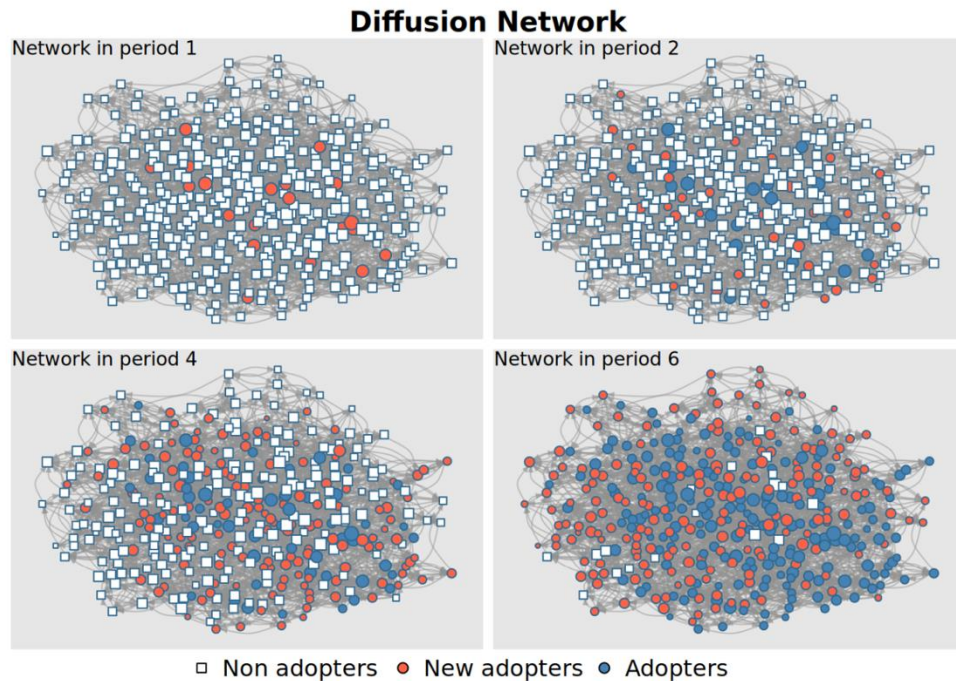 Diffusion Network
Network in period 1
Network in period 2
Network in period 4
Network in period 6
Non adopters
New adopters
Adopters